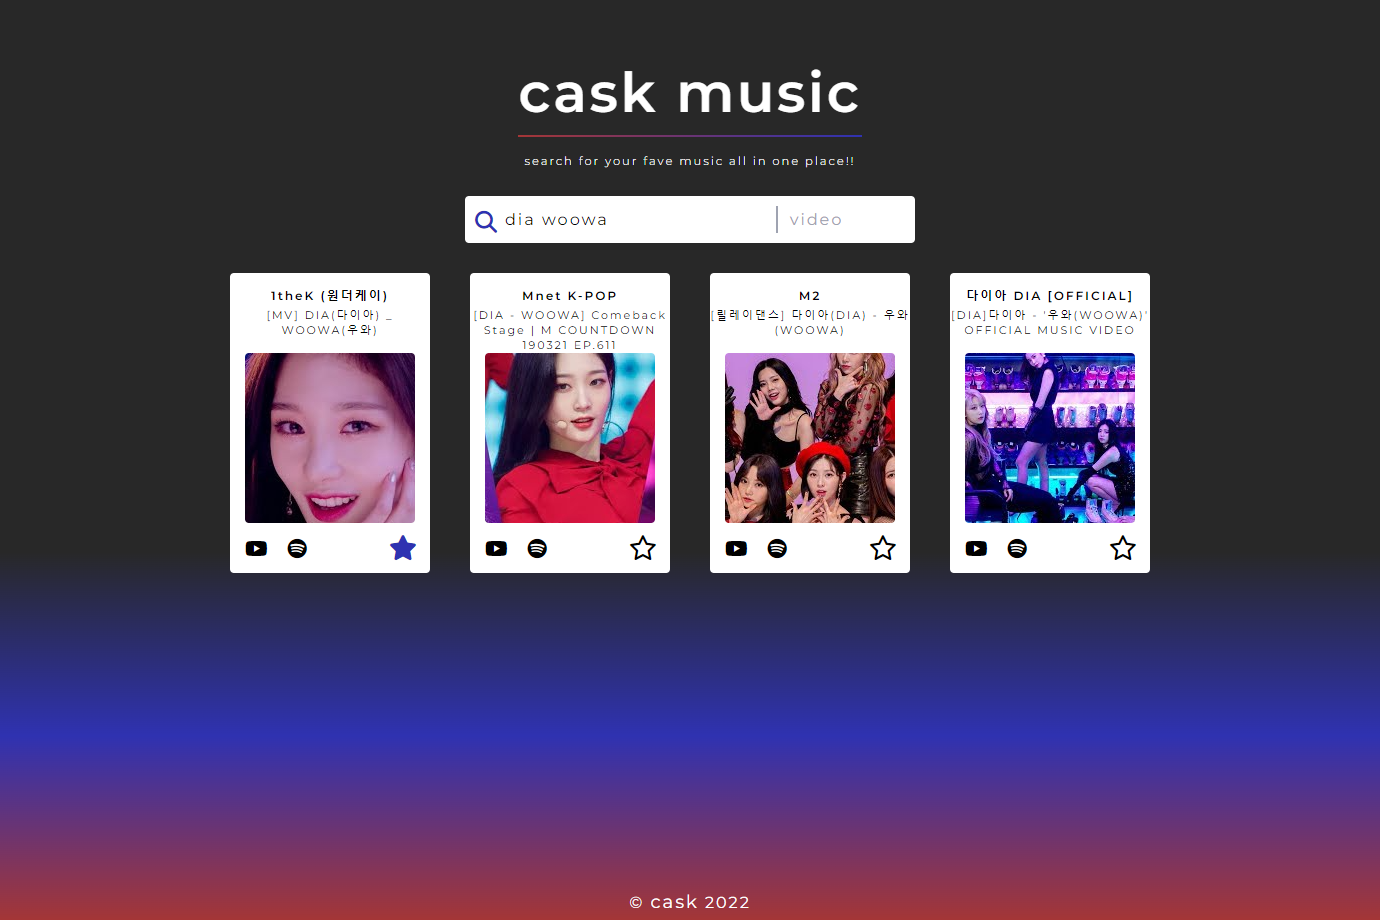 cask music
search for your fave music all in one place!!
dia woowa
video
1theK (원더케이)
[MV] DIA(다이아) _
WOOWA(우와)
Mnet K-POP
[DIA - WOOWA] Comeback
Stage | M COUNTDOWN
190321 EP.611
M2
[릴레이댄스] 다이아(DIA) - 우와
(WOOWA)
다이아 DIA [OFFICIAL]
[DIA]다이아 - '우와(WOOWA)'
OFFICIAL MUSIC VIDEO
© cask 2022